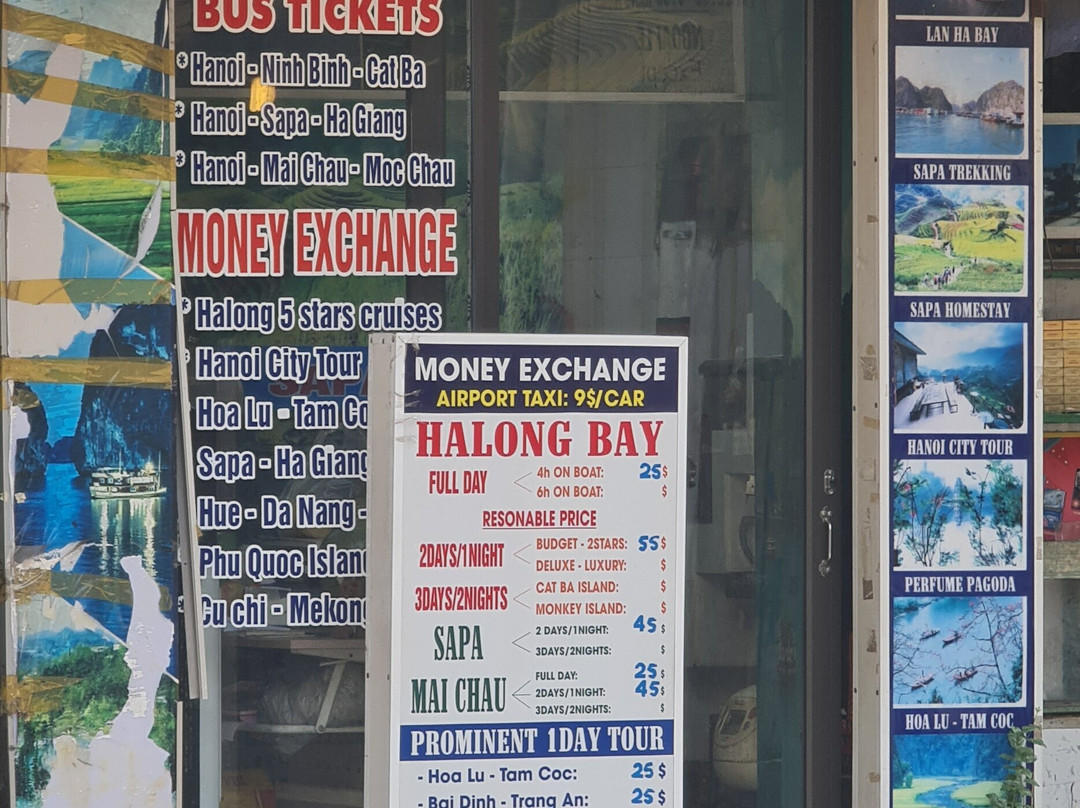 BUS TICKETS
* Hanoi - Ninh Binh - Cat Ba
* Hanoi - Sapa - Ha Giang
* Hanoi - Mai Chau - Moc Chau
MONEY EXCHANGE
* Halong 5 stars cruises
* Hanoi City Tour
Hoa Lu - Tam Co
Sapa - Ha Giang
Hue - Da Nang -
Phu Quoc Islan
Cu chi - Mekong
MONEY EXCHANGE
AIRPORT TAXI: 9$/CAR
HALONG BAY
FULL DAY
4h ON BOAT: 25$
6h ON BOAT: $
RESONABLE PRICE
2DAYS/1NIGHT
BUDGET - 2STARS: 55$
DELUXE - LUXURY: $
3DAYS/2NIGHTS
CAT BA ISLAND: $
MONKEY ISLAND: $
SAPA
2 DAYS/1NIGHT: 45$
3DAYS/2NIGHTS: $
MAI CHAU
FULL DAY: 25$
2DAYS/1NIGHT: 45$
3DAYS/2NIGHTS: $
PROMINENT 1DAY TOUR
- Hoa Lu - Tam Coc: 25$
- Bai Dinh - Trang An: 25$
LAN HA BAY
SAPA TREKKING
SAPA HOMESTAY
HANOI CITY TOUR
PERFUME PAGODA
HOA LU - TAM COC